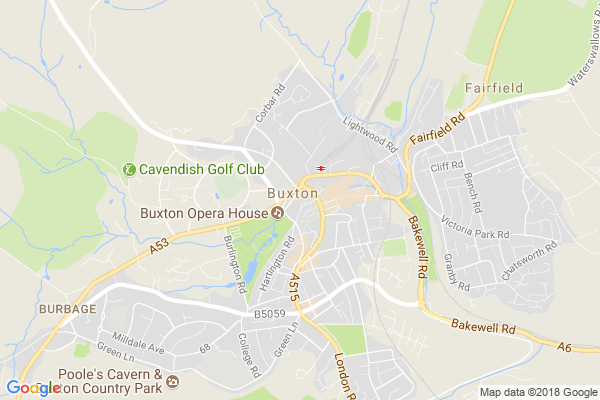 Waterswallows R
Fairfield
Corbar Rd
Lightwood Rd
Fairfield Rd
Cavendish Golf Club
Cliff Rd
Bench Rd
Buxton
Buxton Opera House
Victoria Park Rd
A53
Burlington Rd
Hartington Rd
Bakewell Rd
Granby Rd
Chatsworth Rd
A515
BURBAGE
B5059
Bakewell Rd
A6
Milldale Ave
Green Ln
68
College Rd
Green Ln
London R
Poole's Cavern &
Buxton Country Park
Google
Map data ©2018 Google